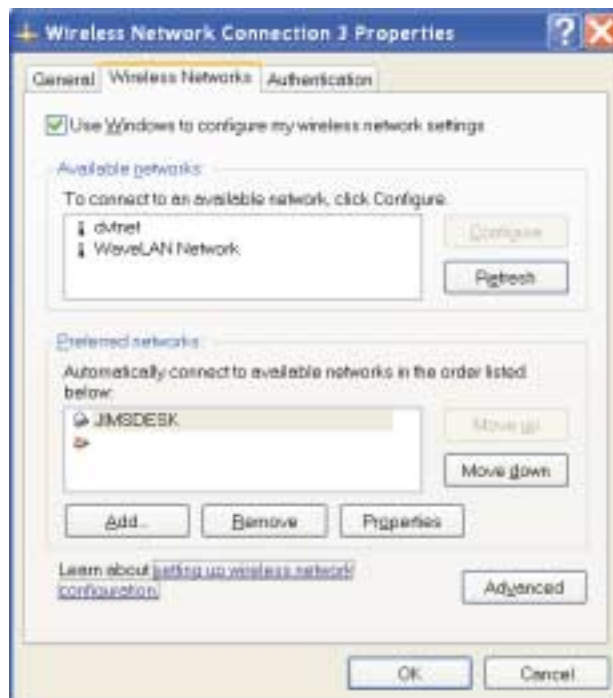 Wireless Network Connection 3 Properties
General
Wireless Networks
Authentication
Use Windows to configure my wireless network settings
Available networks:
To connect to an available network, click Configure.
dvtnet
WaveLAN Network
Configure
Refresh
Preferred networks:
Automatically connect to available networks in the order listed
below:
JIMSDESK
Move up
Move down
Add...
Remove
Properties
Learn about setting up wireless network
configuration.
Advanced
OK
Cancel